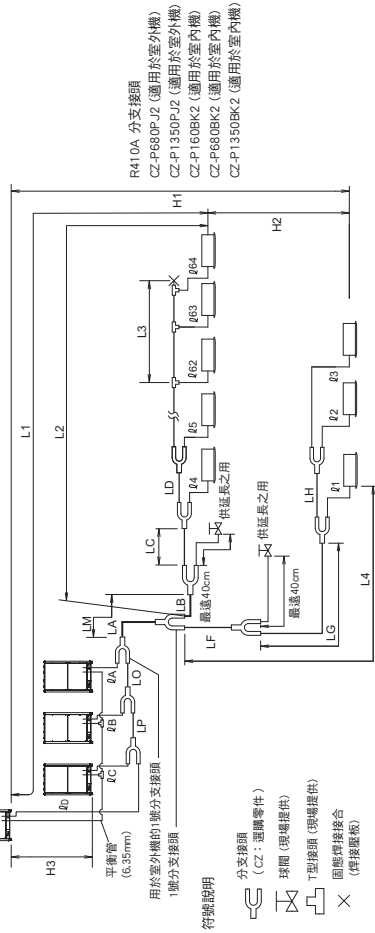 R410A 分支接頭
CZ-P680PJ2 (適用於室外機)
CZ-P1350PJ2 (適用於室外機)
CZ-P160BK2 (適用於室內機)
CZ-P680BK2 (適用於室內機)
CZ-P1350BK2 (適用於室內機)
H1
H2
H3
L1
L2
L3
L4
LM
LA
LB
LC
LD
LF
LG
LH
LO
LP
ℓA
ℓB
ℓC
ℓD
ℓ1
ℓ2
ℓ3
ℓ4
ℓ5
ℓ62
ℓ63
ℓ64
供延長之用
最遠40cm
供延長之用
最遠40cm
平衡管
(6.35mm)
用於室外機的1號分支接頭
1號分支接頭
符號說明
分支接頭
(CZ：選購零件)
球閥 (現場提供)
T型接頭 (現場提供)
固態焊接接合
(焊接壓板)